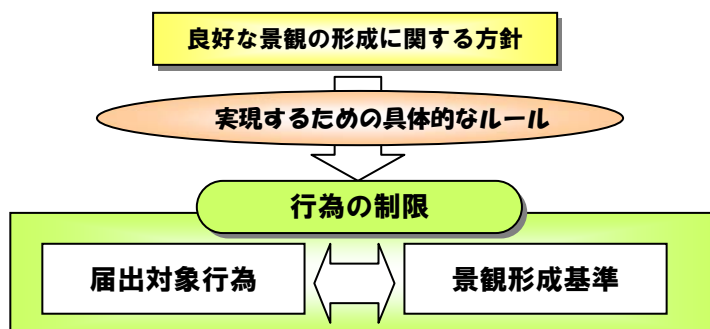 良好な景観の形成に関する方針
実現するための具体的なルール
行為の制限
届出対象行為
景観形成基準